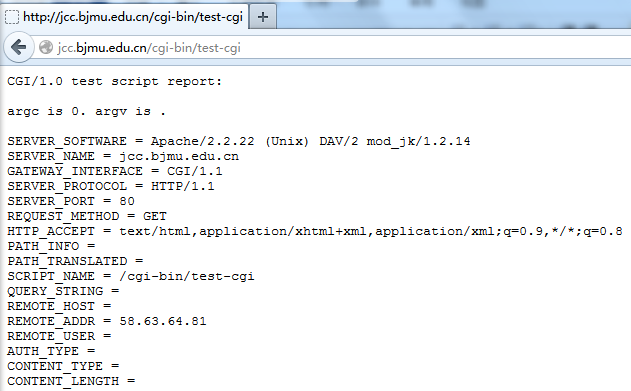 http://jcc.bjmu.edu.cn/cgi-bin/test-cgi
jcc.bjmu.edu.cn/cgi-bin/test-cgi
CGI/1.0 test script report:
argc is 0. argv is .
SERVER_SOFTWARE = Apache/2.2.22 (Unix) DAV/2 mod_jk/1.2.14
SERVER_NAME = jcc.bjmu.edu.cn
GATEWAY_INTERFACE = CGI/1.1
SERVER_PROTOCOL = HTTP/1.1
SERVER_PORT = 80
REQUEST_METHOD = GET
HTTP_ACCEPT = text/html,application/xhtml+xml,application/xml;q=0.9,*/*;q=0.8
PATH_INFO =
PATH_TRANSLATED =
SCRIPT_NAME = /cgi-bin/test-cgi
QUERY_STRING =
REMOTE_HOST =
REMOTE_ADDR = 58.63.64.81
REMOTE_USER =
AUTH_TYPE =
CONTENT_TYPE =
CONTENT_LENGTH =